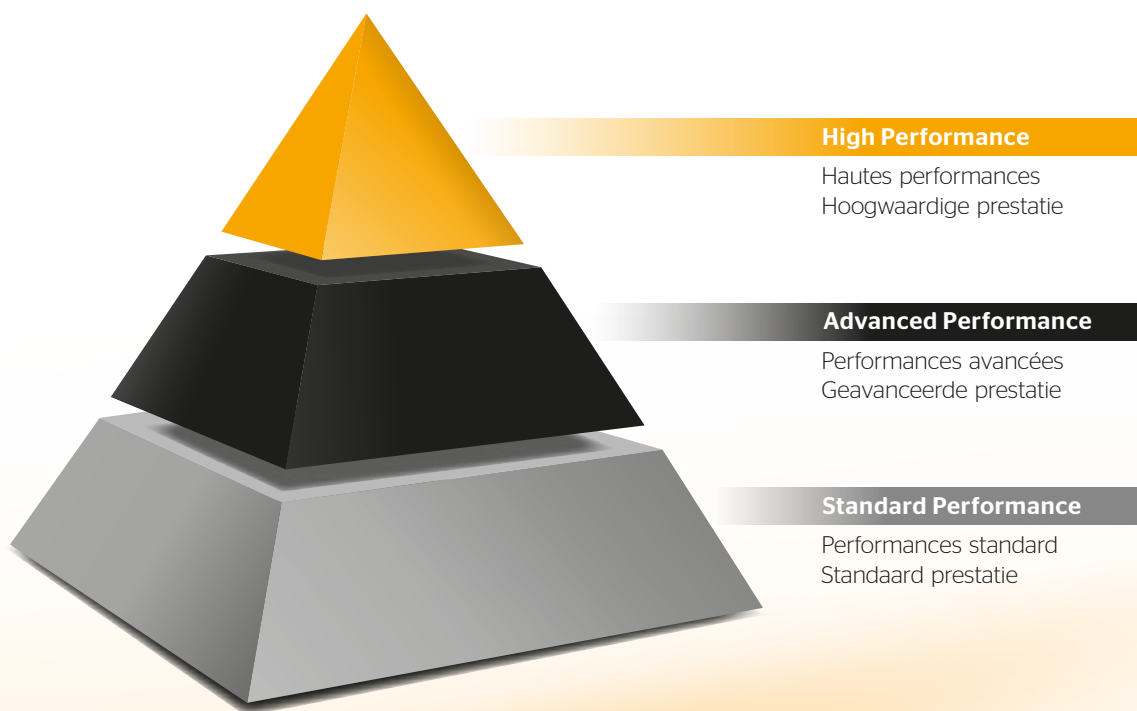 High Performance
Hautes performances
Hoogwaardige prestatie
Advanced Performance
Performances avancées
Geavanceerde prestatie
Standard Performance
Performances standard
Standaard prestatie